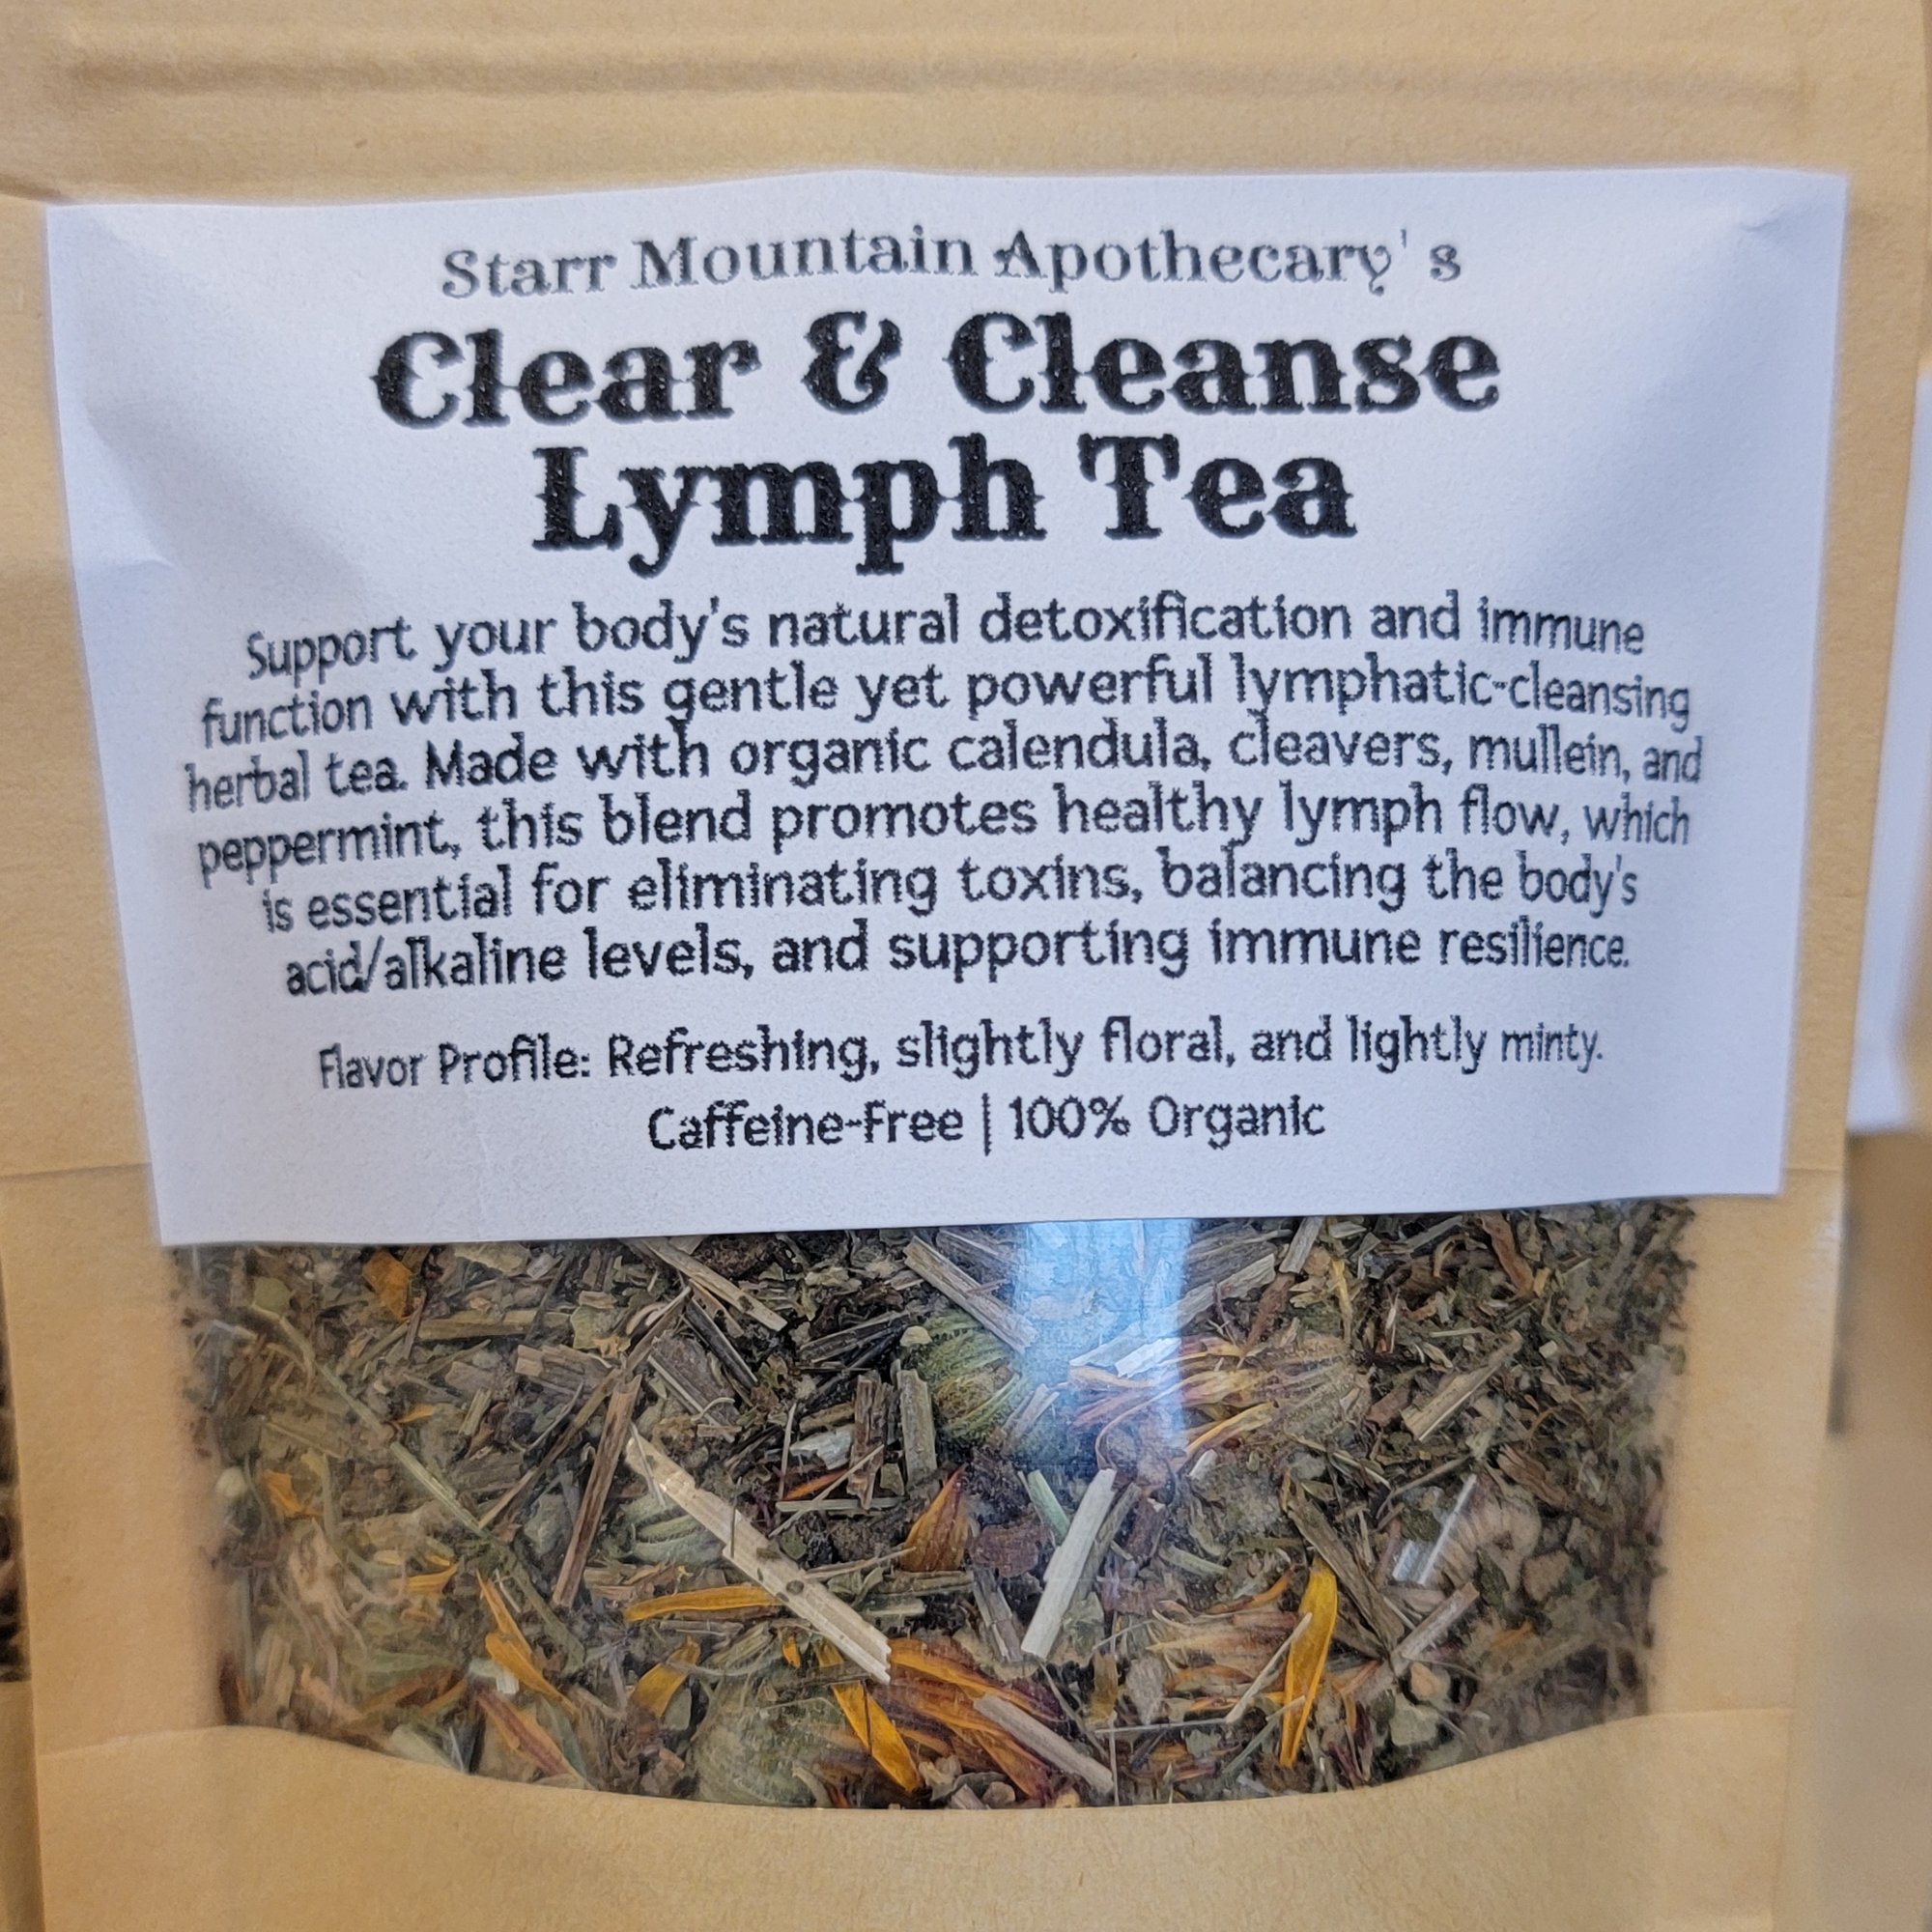 Starr Mountain Apothecary's
Clear & Cleanse
Lymph Tea
Support your body's natural detoxification and immune
function with this gentle yet powerful lymphatic-cleansing
herbal tea. Made with organic calendula, cleavers, mullein, and
peppermint, this blend promotes healthy lymph flow, which
is essential for eliminating toxins, balancing the body's
acid/alkaline levels, and supporting immune resilience.
Flavor Profile: Refreshing, slightly floral, and lightly minty.
Caffeine-Free | 100% Organic